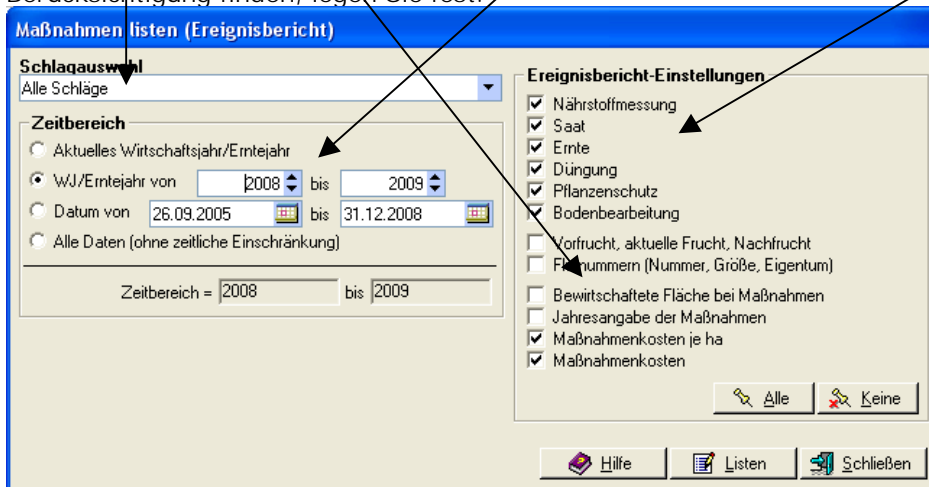 Berücksichtigung finden, legen Sie fest.
Maßnahmen listen (Ereignisbericht)
Schlagauswahl
Alle Schläge
Zeitbereich
Aktuelles Wirtschaftsjahr/Erntejahr
WJ/Erntejahr von 2008 bis 2009
Datum von 26.09.2005 bis 31.12.2008
Alle Daten (ohne zeitliche Einschränkung)
Zeitbereich = 2008 bis 2009
Ereignisbericht-Einstellungen
Nährstoffmessung
Saat
Ernte
Düngung
Pflanzenschutz
Bodenbearbeitung
Vorfrucht, aktuelle Frucht, Nachfrucht
(Nummer, Größe, Eigentum)
Bewirtschaftete Fläche bei Maßnahmen
Jahresangabe der Maßnahmen
Maßnahmenkosten je ha
Maßnahmenkosten
Alle Keine
Hilfe Listen Schließen